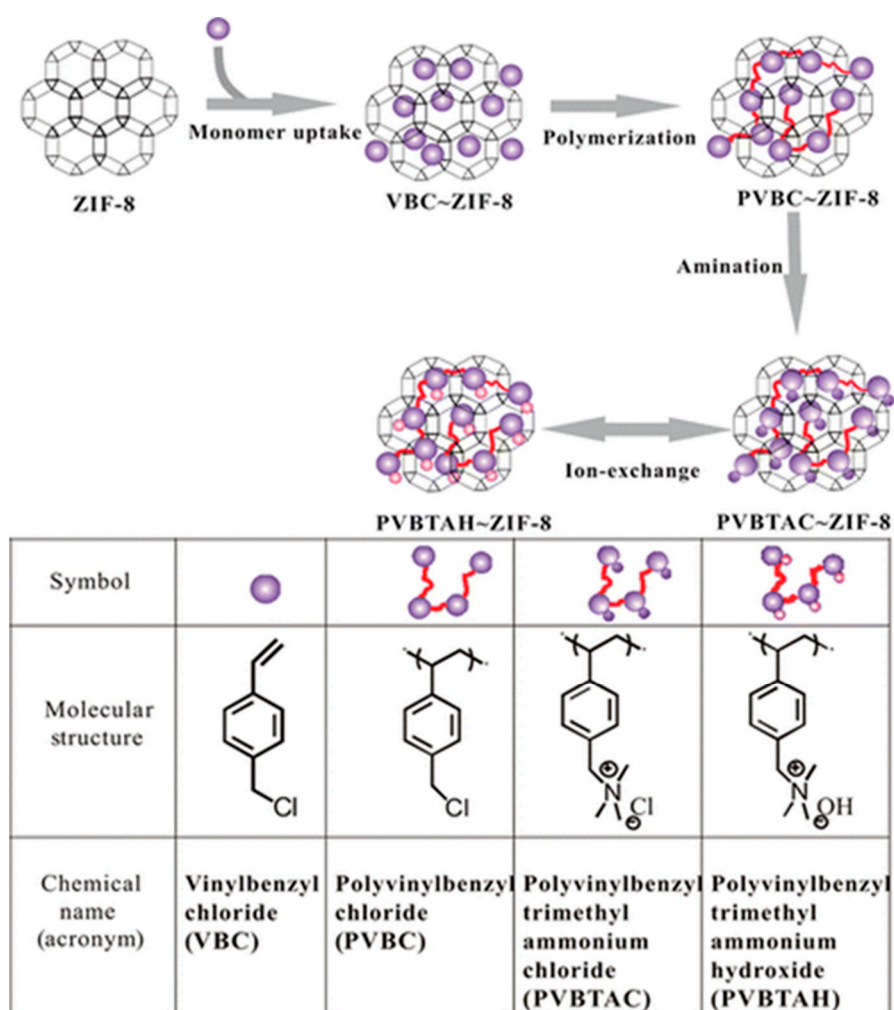 Monomer uptake
Polymerization
ZIF-8
VBC~ZIF-8
PVBC~ZIF-8
Amination
Ion-exchange
PVBTAH~ZIF-8
PVBTAC~ZIF-8
Symbol
Molecular
structure
Cl
Cl
N
Cl
N
OH
Chemical
name
(acronym)
Vinylbenzyl
chloride
(VBC)
Polyvinylbenzyl
chloride
(PVBC)
Polyvinylbenzyl
trimethyl
ammonium
chloride
(PVBTAC)
Polyvinylbenzyl
trimethyl
ammonium
hydroxide
(PVBTAH)